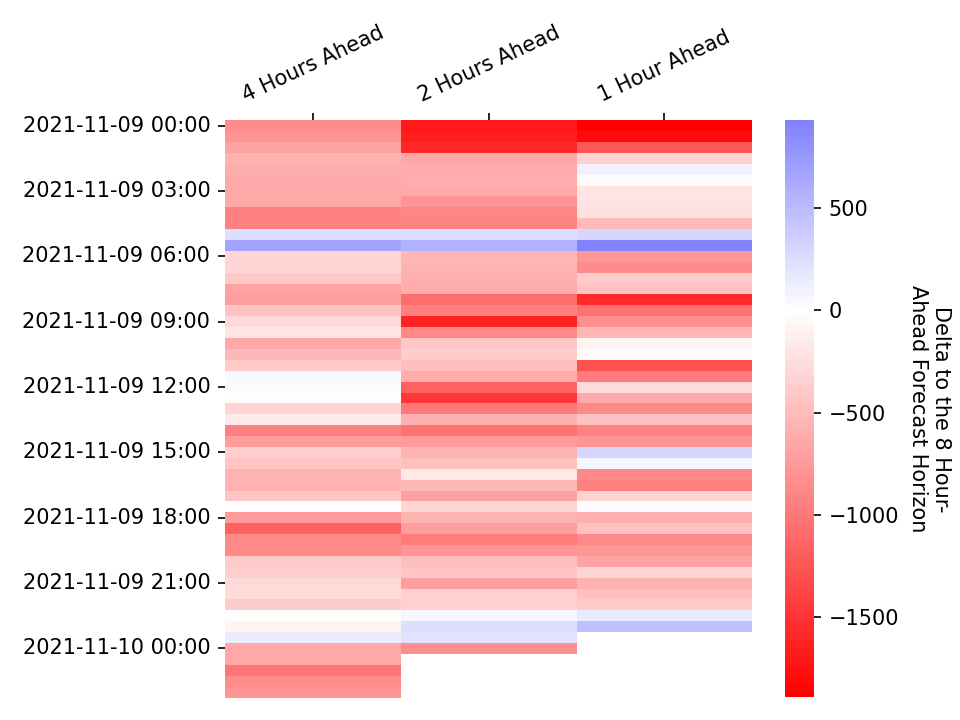 4 Hours Ahead
2 Hours Ahead
1 Hour Ahead
2021-11-09 00:00
2021-11-09 03:00
2021-11-09 06:00
2021-11-09 09:00
2021-11-09 12:00
2021-11-09 15:00
2021-11-09 18:00
2021-11-09 21:00
2021-11-10 00:00
500
0
−500
−1000
−1500
Delta to the 8 Hour-
Ahead Forecast Horizon